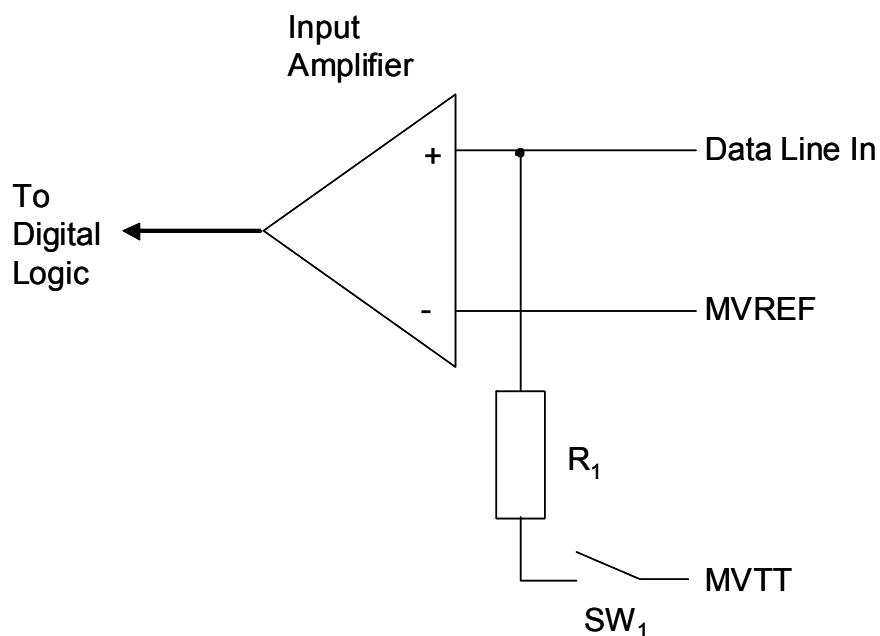 Input
Amplifier
+
Data Line In
To
Digital
Logic
-
MVREF
R₁
MVTT
SW₁